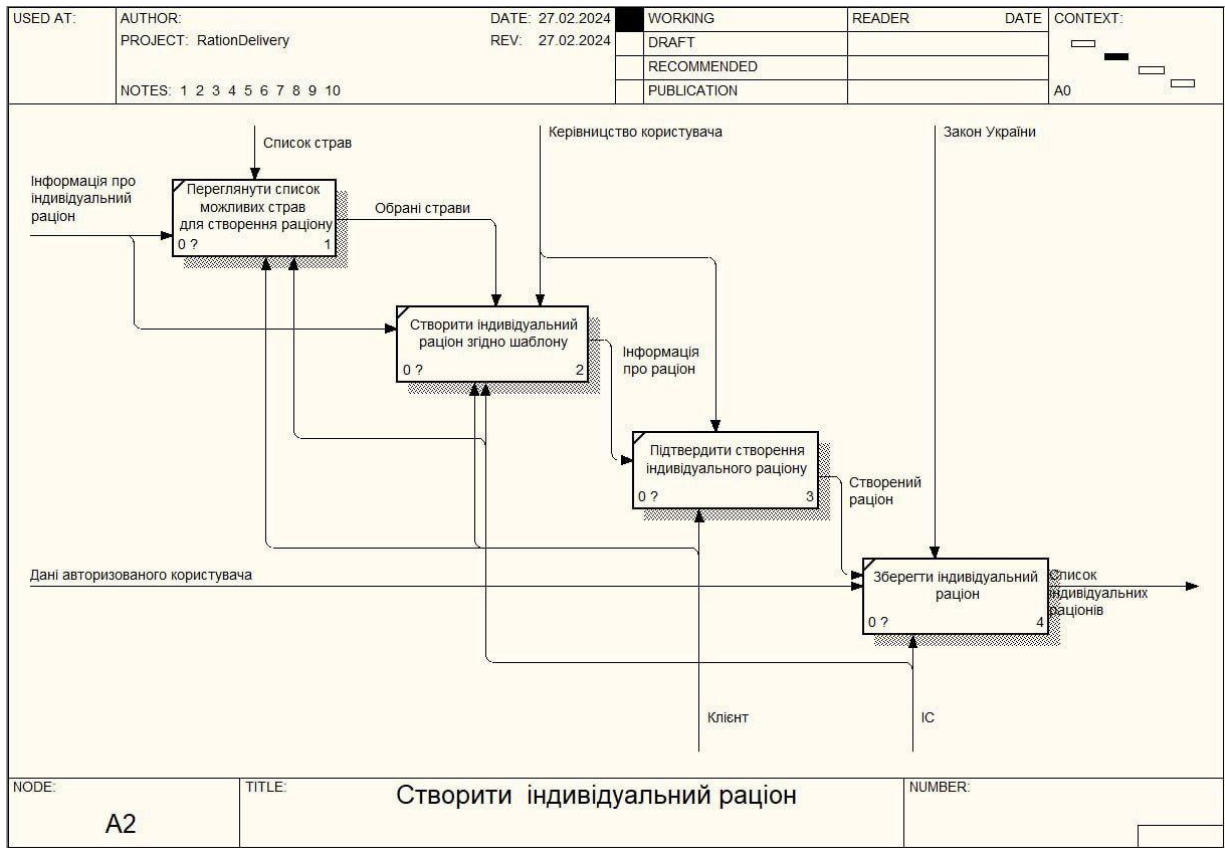 USED AT:
AUTHOR:
DATE: 27.02.2024
WORKING
READER
DATE
CONTEXT:
PROJECT: RationDelivery
REV: 27.02.2024
DRAFT
RECOMMENDED
NOTES: 1 2 3 4 5 6 7 8 9 10
PUBLICATION
A0
Список страв
Керівництво користувача
Закон України
Інформація про
індивідуальний
раціон
Переглянути список
можливих страв
для створення раціону
0 ?
1
Обрані страви
Створити індивідуальний
раціон згідно шаблону
0 ?
2
Інформація
про раціон
Підтвердити створення
індивідуального раціону
0 ?
3
Створений
раціон
Дані авторизованого користувача
Зберегти індивідуальний
раціон
0 ?
4
Список
індивидуальних
раціонів
Клієнт
ІС
NODE:
A2
TITLE:
Створити індивідуальний раціон
NUMBER: